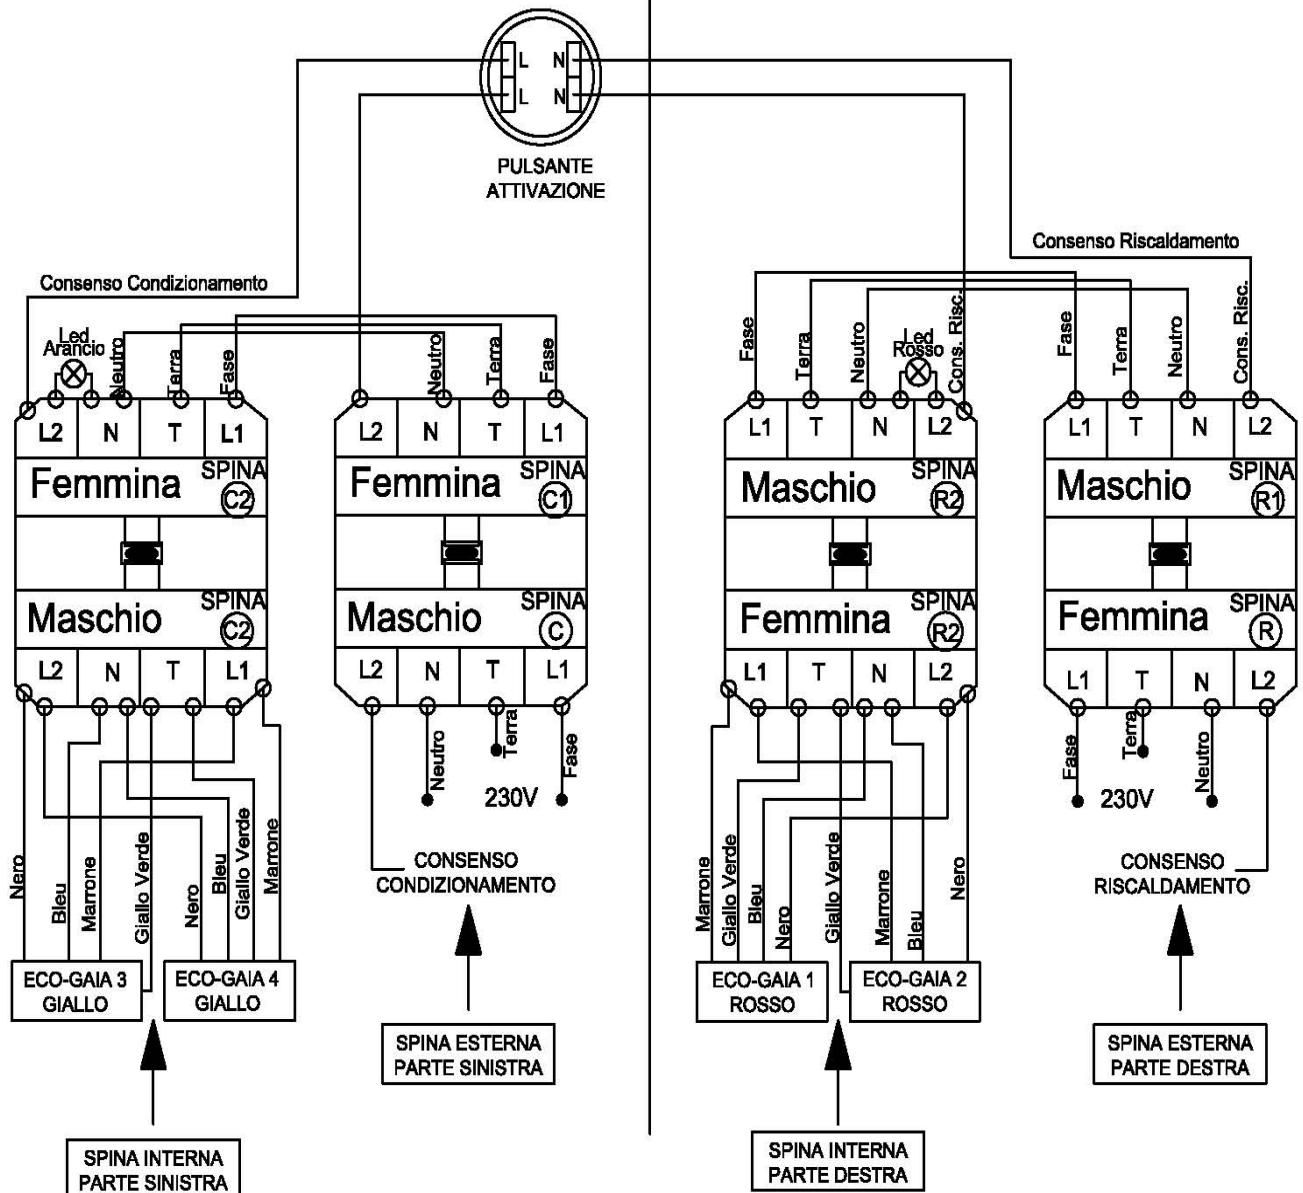 L N
L N
PULSANTE
ATTIVAZIONE
Consenso Condizionamento
Led
Arancio
Neutro
Terra
Fase
Neutro
Terra
Fase
L2 N T L1
Femmina SPINA
C2
Maschio SPINA
C2
L2 N T L1
L2 N T L1
Femmina SPINA
C1
Maschio SPINA
C
L2 N T L1
Neutro
Terra
Fase
230V
CONSENSO
CONDIZIONAMENTO
Nero
Bleu
Marrone
Giallo Verde
Nero
Bleu
Giallo Verde
Marrone
ECO-GAIA 3
GIALLO
ECO-GAIA 4
GIALLO
SPINA ESTERNA
PARTE SINISTRA
SPINA INTERNA
PARTE SINISTRA
Consenso Riscaldamento
Fase
Terra
Neutro
Led
Rosso
Cons. Risc.
Fase
Terra
Neutro
Cons. Risc.
L1 T N L2
Maschio SPINA
R2
Femmina SPINA
R2
L1 T N L2
L1 T N L2
Maschio SPINA
R1
Femmina SPINA
R
L1 T N L2
Fase
Terra
Neutro
230V
CONSENSO
RISCALDAMENTO
Marrone
Giallo Verde
Bleu
Nero
Giallo Verde
Marrone
Bleu
Nero
ECO-GAIA 1
ROSSO
ECO-GAIA 2
ROSSO
SPINA ESTERNA
PARTE DESTRA
SPINA INTERNA
PARTE DESTRA